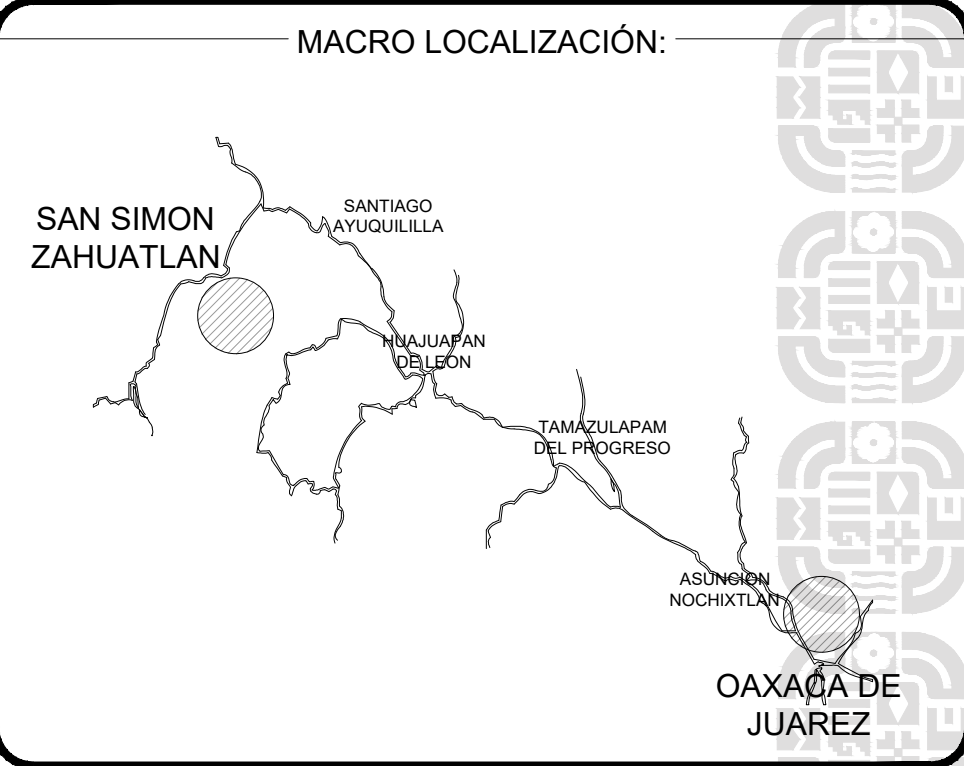 MACRO LOCALIZACIÓN:
SANTIAGO
AYUQUILILLA
SAN SIMON
ZAHUATLAN
HUAJUAPAN
DE LEON
TAMAZULAPAM
DEL PROGRESO
ASUNCION
NOCHIXTLAN
OAXACA DE
JUAREZ